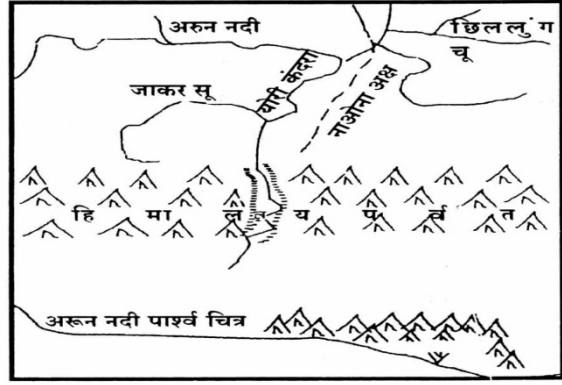 अरुन नदी
छिललुंग
चू
योरी कंदरा
जाकर सू
नाओना अक्ष
हिमालय पर्वत
अरून नदी पार्श्व चित्र